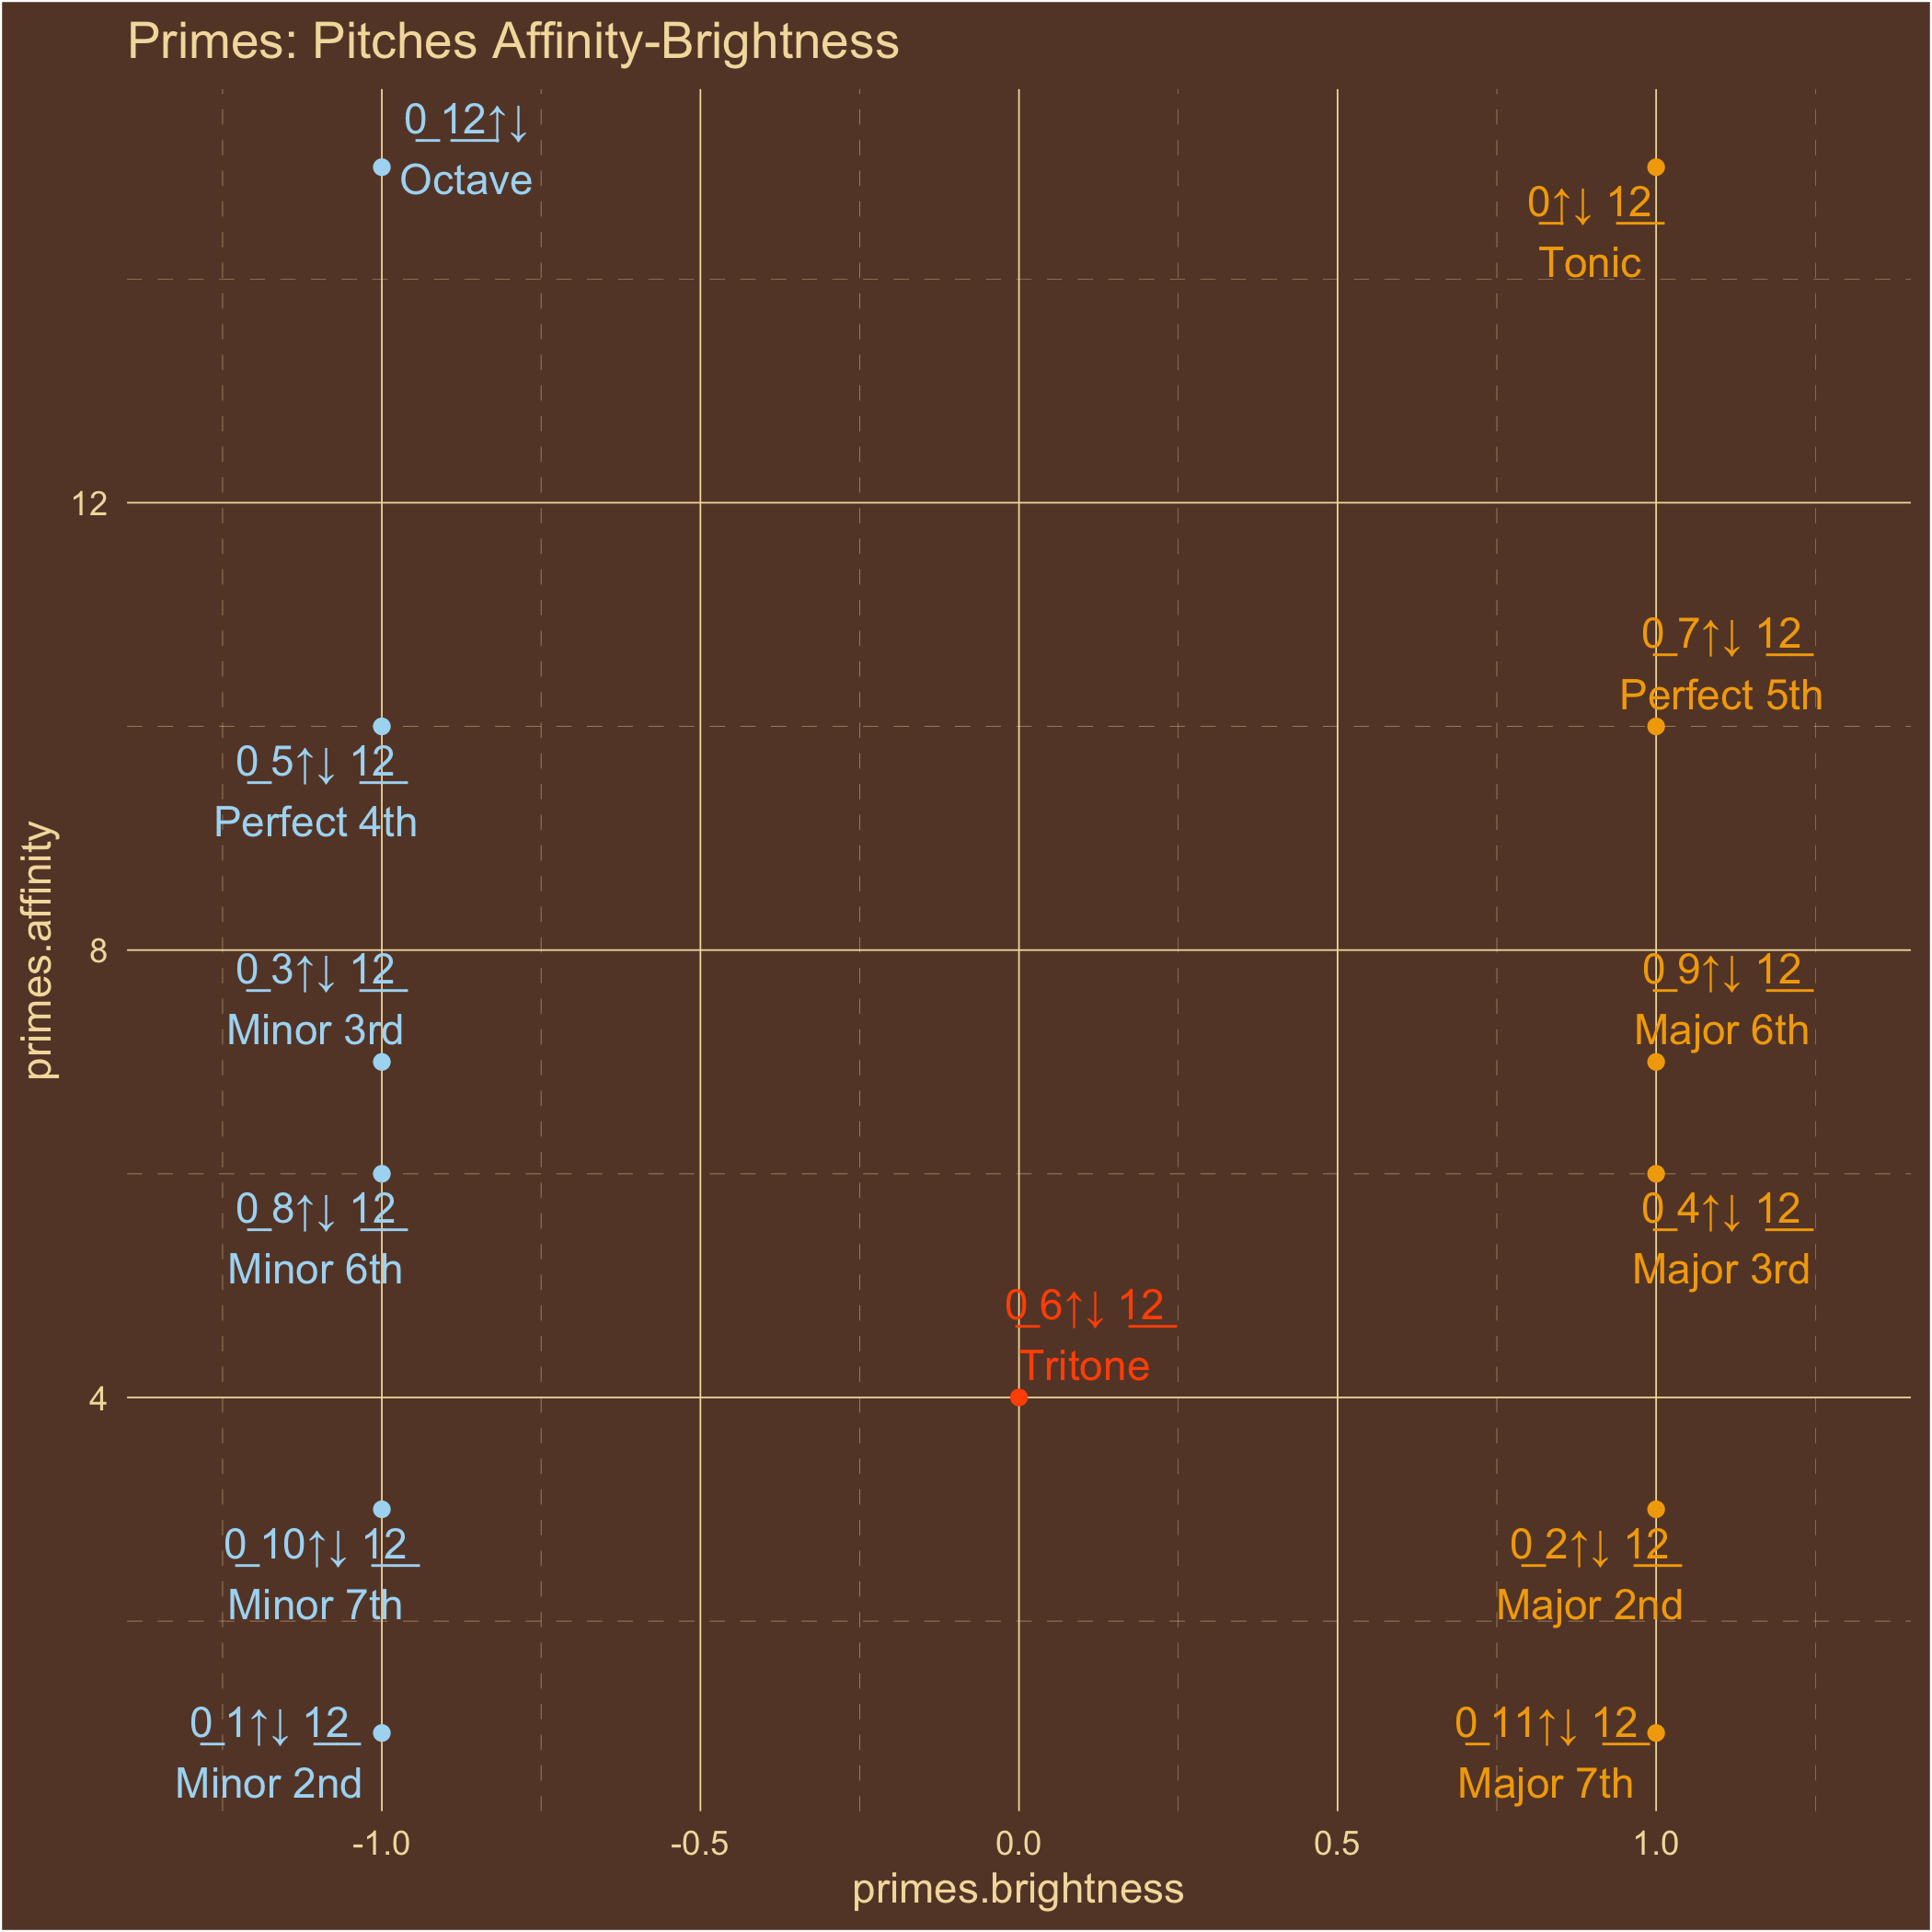 Primes: Pitches Affinity-Brightness
0 12↑↓
Octave
0↑↓ 12
Tonic
12
0 7↑↓ 12
Perfect 5th
0 5↑↓ 12
Perfect 4th
primes.affinity
8
0 3↑↓ 12
Minor 3rd
0 9↑↓ 12
Major 6th
0 8↑↓ 12
Minor 6th
0 4↑↓ 12
Major 3rd
0 6↑↓ 12
Tritone
4
0 10↑↓ 12
Minor 7th
0 2↑↓ 12
Major 2nd
0 1↑↓ 12
Minor 2nd
0 11↑↓ 12
Major 7th
-1.0 -0.5 0.0 0.5 1.0
primes.brightness